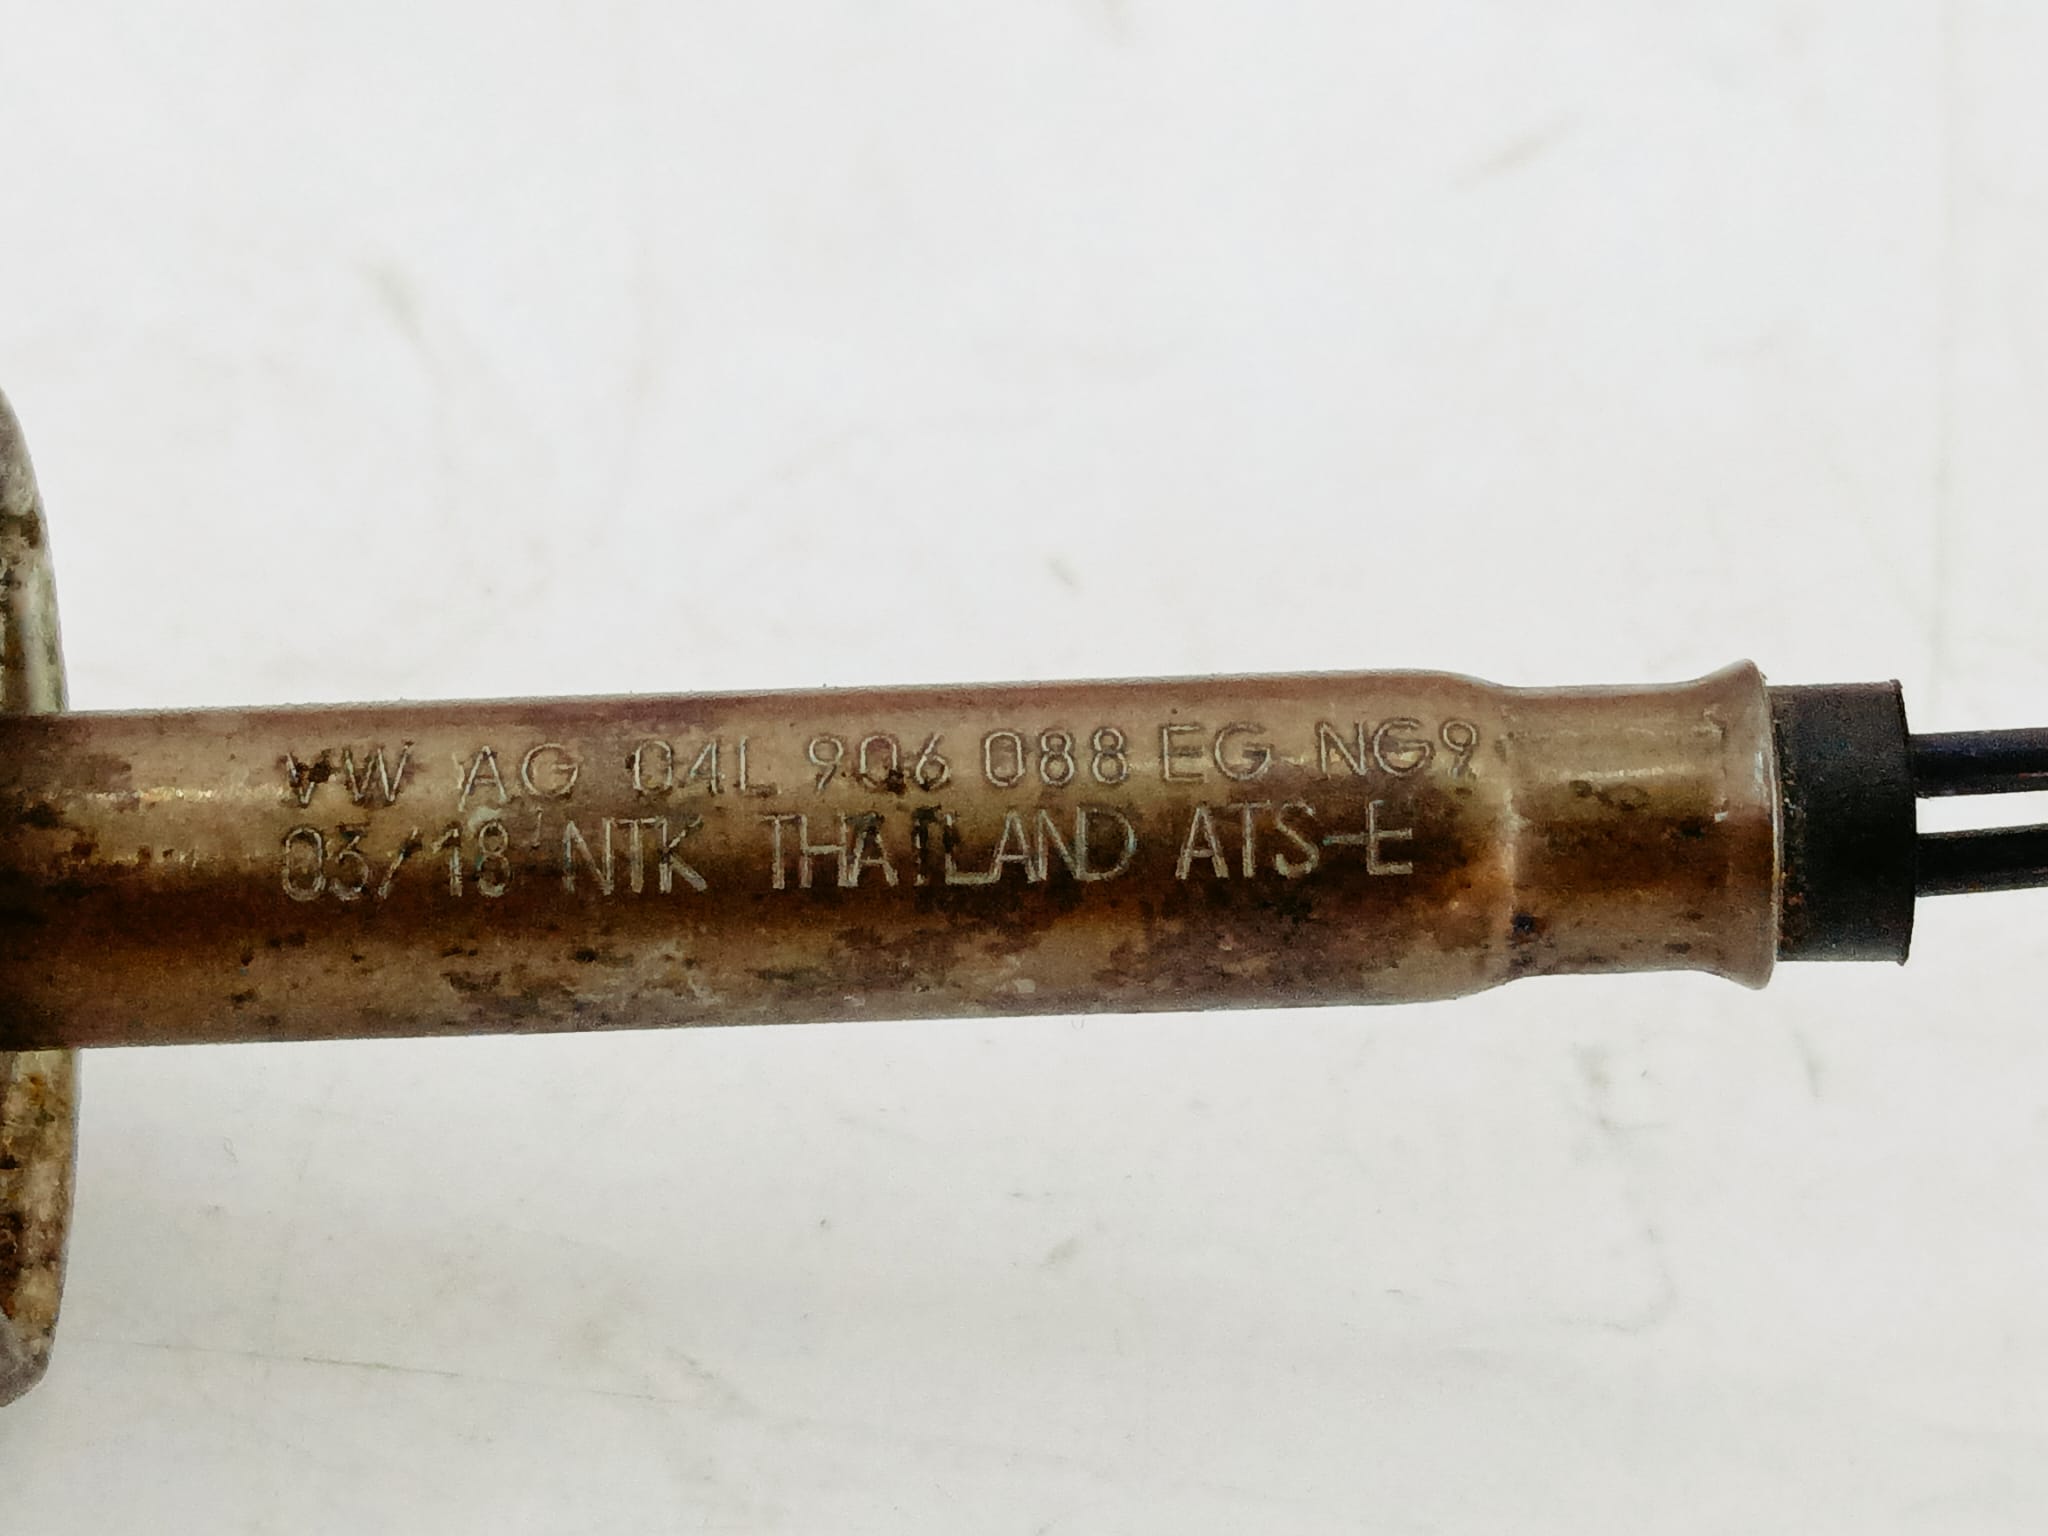 VW AG 04L 906 088 EG NG9
03/18 NTK THAILAND ATS-E